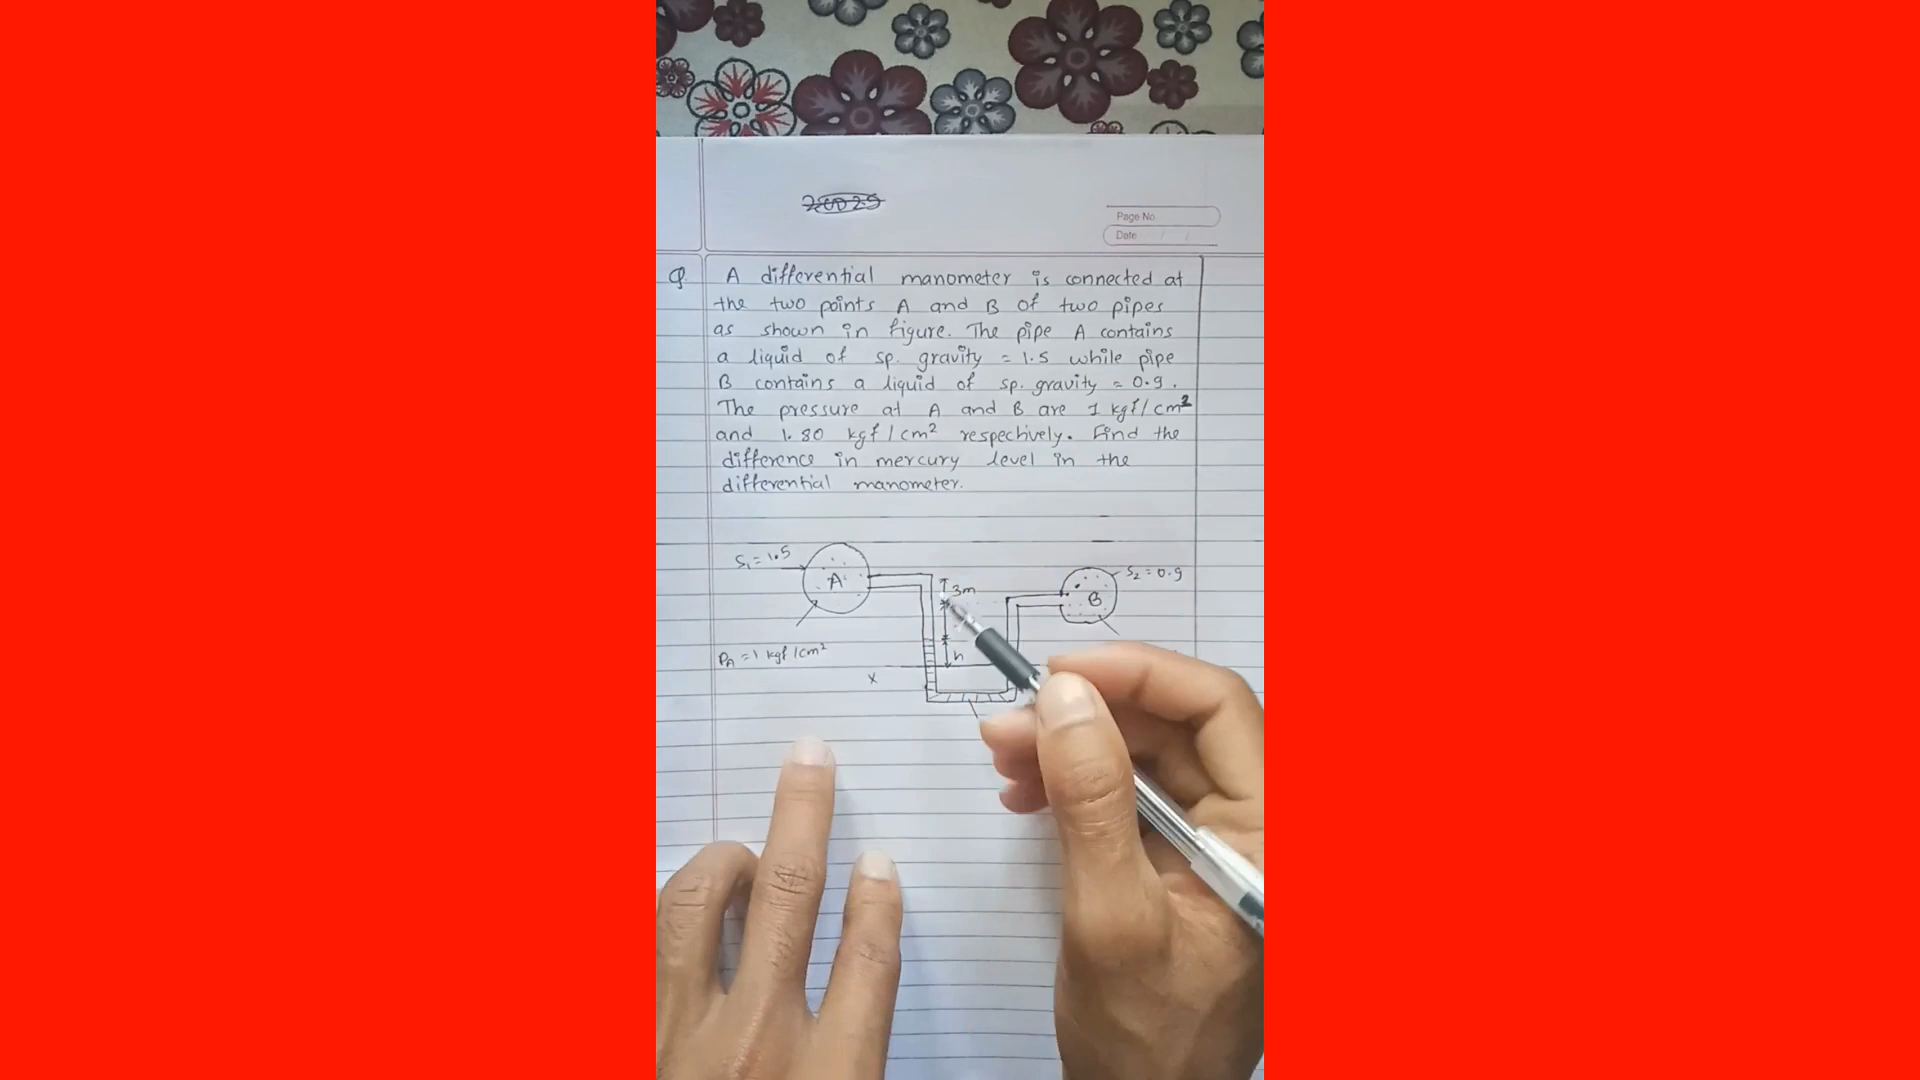 Page No.
Date
Q. A differential manometer is connected at
the two points A and B of two pipes
as shown in figure. The pipe A contains
a liquid of sp. gravity = 1.5 while pipe
B contains a liquid of sp. gravity = 0.9.
The pressure at A and B are 1 kgf/cm²
and 1.80 kgf/cm² respectively. Find the
difference in mercury level in the
differential manometer.
S₁ = 1.5
A
3m
S₂ = 0.9
B
h
PA = 1 kgf/cm²
X